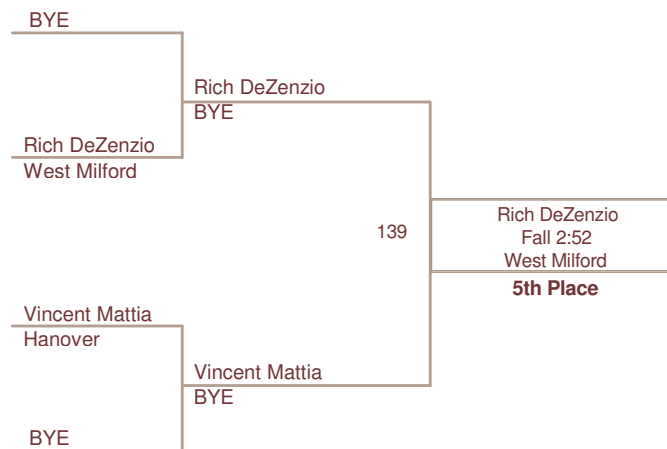 BYE
Rich DeZenzio
BYE
Rich DeZenzio
West Milford
Rich DeZenzio
139
Fall 2:52
West Milford
5th Place
Vincent Mattia
Hanover
Vincent Mattia
BYE
BYE